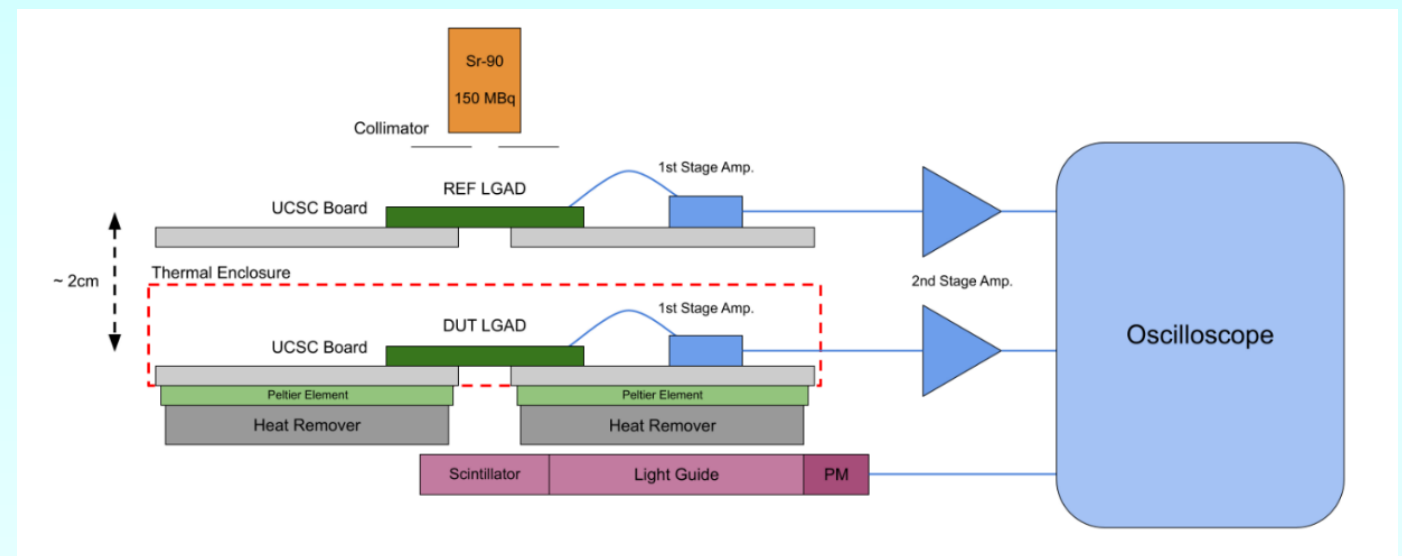 Sr-90
150 MBq
Collimator
1st Stage Amp.
REF LGAD
UCSC Board
Thermal Enclosure
~ 2cm
2nd Stage Amp.
1st Stage Amp.
DUT LGAD
UCSC Board
Oscilloscope
Peltier Element
Peltier Element
Heat Remover
Heat Remover
Scintillator
Light Guide
PM